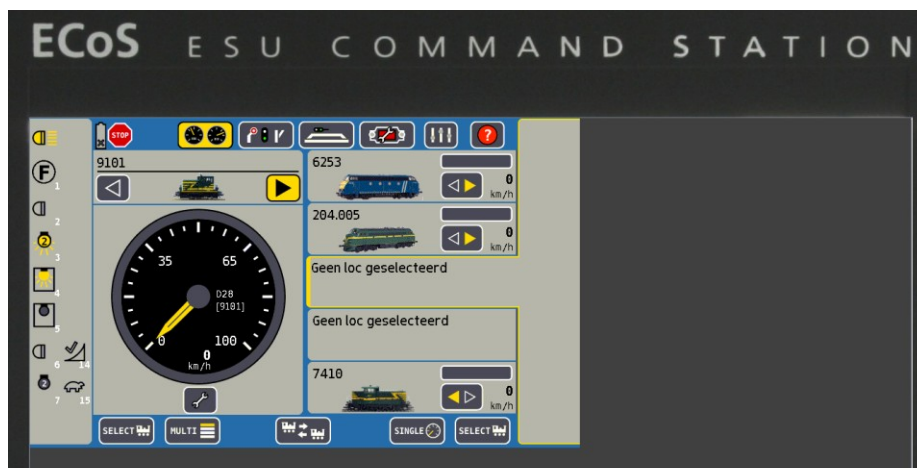 ECoS ESU COMMAND STATION
STOP
?
9101
F
1
2
2
3
4
5
6
14
2
7
15
35
65
D28
[9101]
0
100
0
km/h
6253
0
km/h
204.005
0
km/h
Geen loc geselecteerd
Geen loc geselecteerd
7410
0
km/h
SELECT
MULTI
SINGLE
SELECT